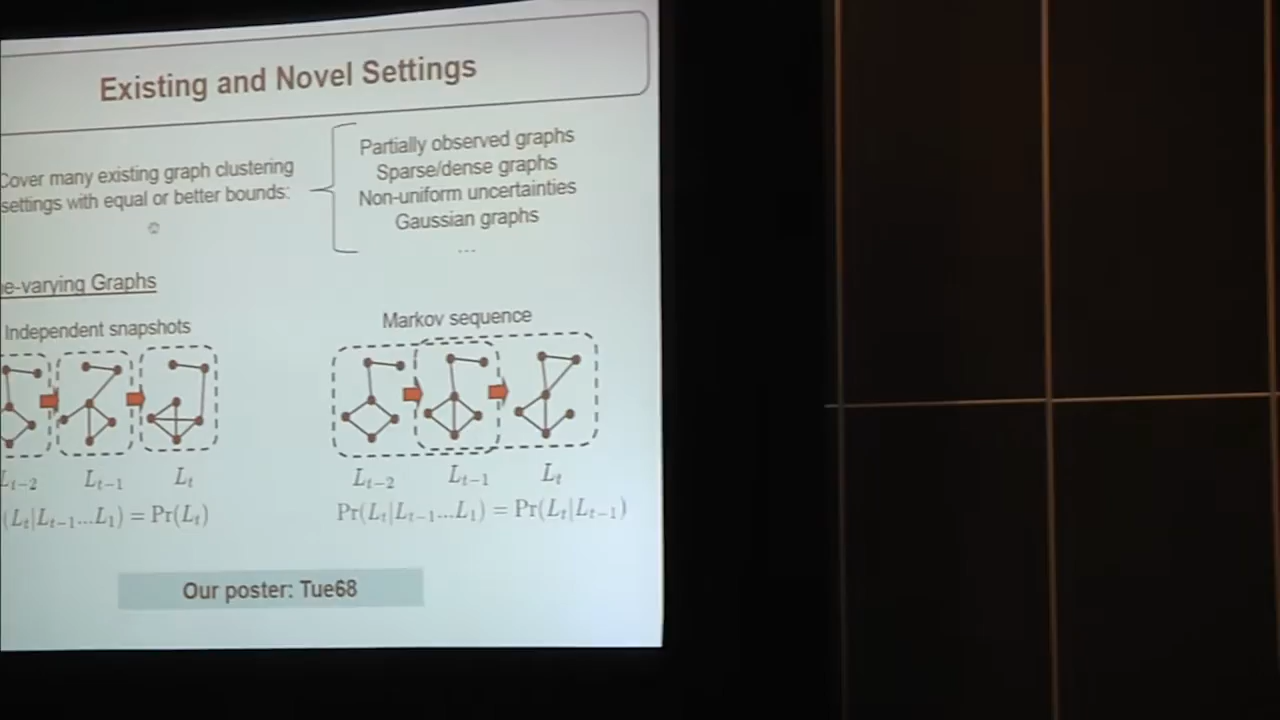 Existing and Novel Settings
Cover many existing graph clustering
settings with equal or better bounds:
Partially observed graphs
Sparse/dense graphs
Non-uniform uncertainties
Gaussian graphs
...
e-varying Graphs
Independent snapshots
Markov sequence
L_{t-2} L_{t-1} L_t
L_{t-2} L_{t-1} L_t
(L_t|L_{t-1}...L_1) = Pr(L_t)
Pr(L_t|L_{t-1}...L_1) = Pr(L_t|L_{t-1})
Our poster: Tue68